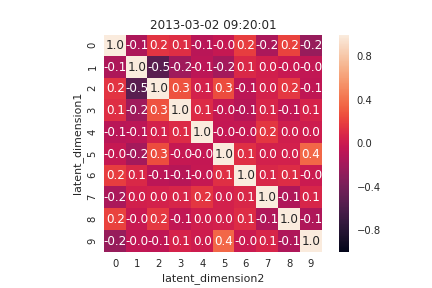 2013-03-02 09:20:01
latent_dimension1
0 1.0 -0.1 0.2 0.1 -0.1 -0.0 0.2 -0.2 0.2 -0.2
1 -0.1 1.0 -0.5 -0.2 -0.1 -0.2 0.1 0.0 -0.0 -0.0
2 0.2 -0.5 1.0 0.3 0.1 0.3 -0.1 0.0 0.2 -0.1
3 0.1 -0.2 0.3 1.0 0.1 -0.0 -0.1 0.1 -0.1 0.1
4 -0.1 -0.1 0.1 0.1 1.0 -0.0 -0.0 0.2 0.0 0.0
5 -0.0 -0.2 0.3 -0.0 -0.0 1.0 0.1 0.0 0.0 0.4
6 0.2 0.1 -0.1 -0.1 -0.0 0.1 1.0 0.1 0.1 -0.0
7 -0.2 0.0 0.0 0.1 0.2 0.0 0.1 1.0 -0.1 0.1
8 0.2 -0.0 0.2 -0.1 0.0 0.0 0.1 -0.1 1.0 -0.1
9 -0.2 -0.0 -0.1 0.1 0.0 0.4 -0.0 0.1 -0.1 1.0
0 1 2 3 4 5 6 7 8 9
latent_dimension2
0.8
0.4
0.0
−0.4
−0.8